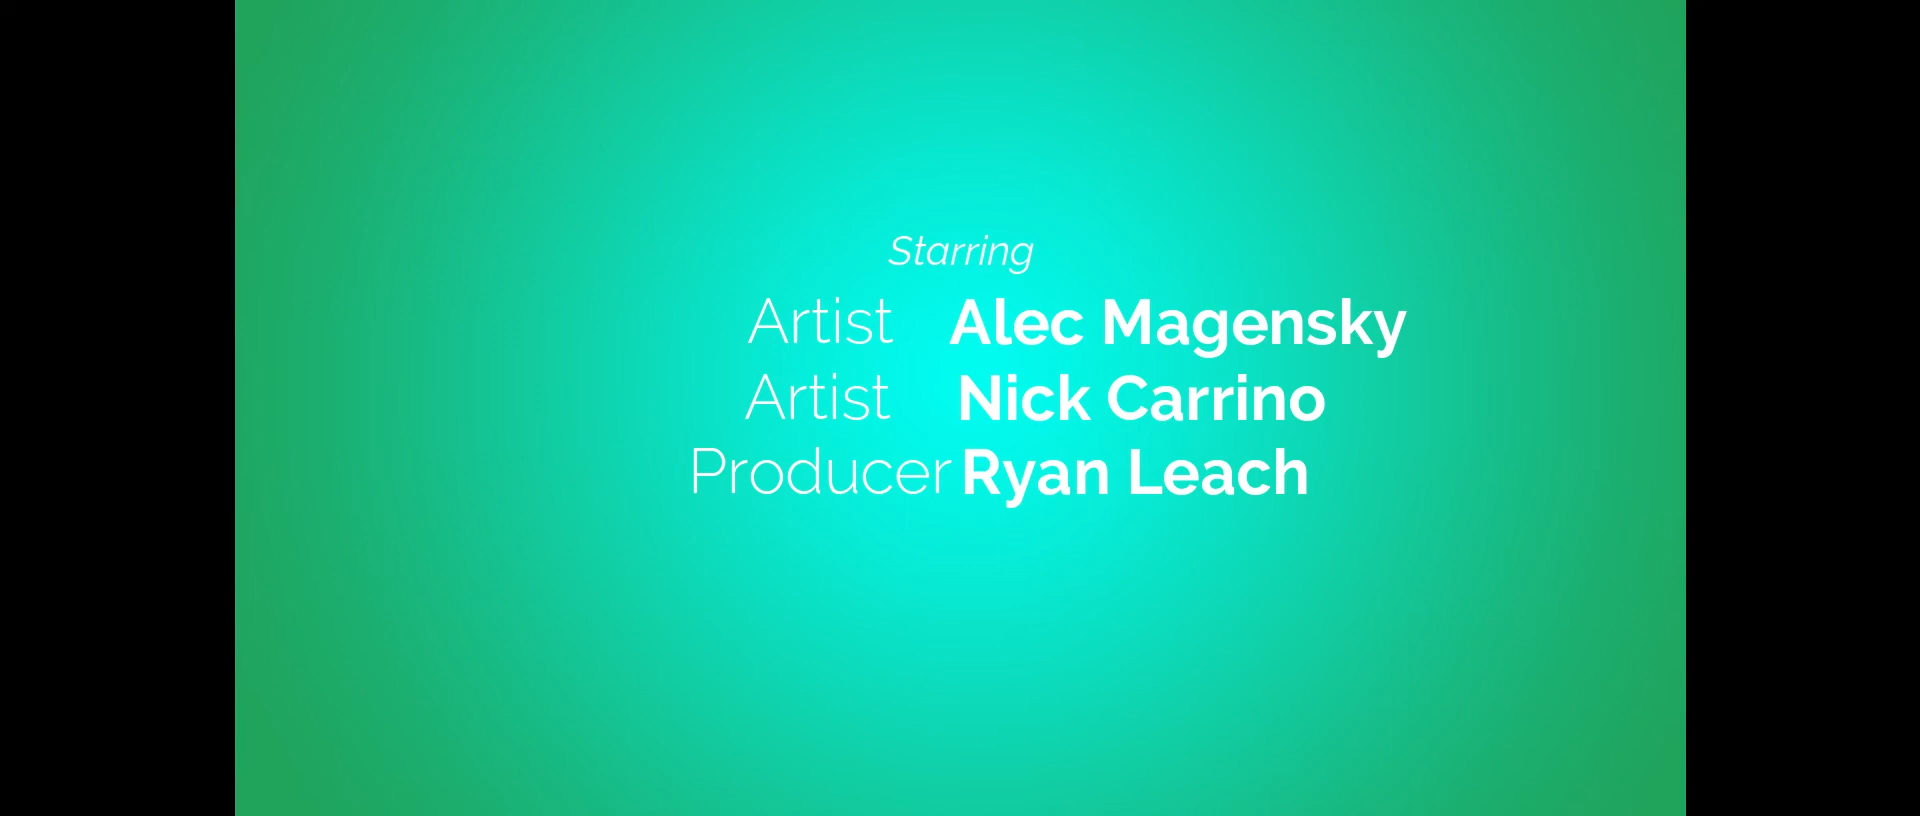 Starring
Artist Alec Magensky
Artist Nick Carrino
Producer Ryan Leach